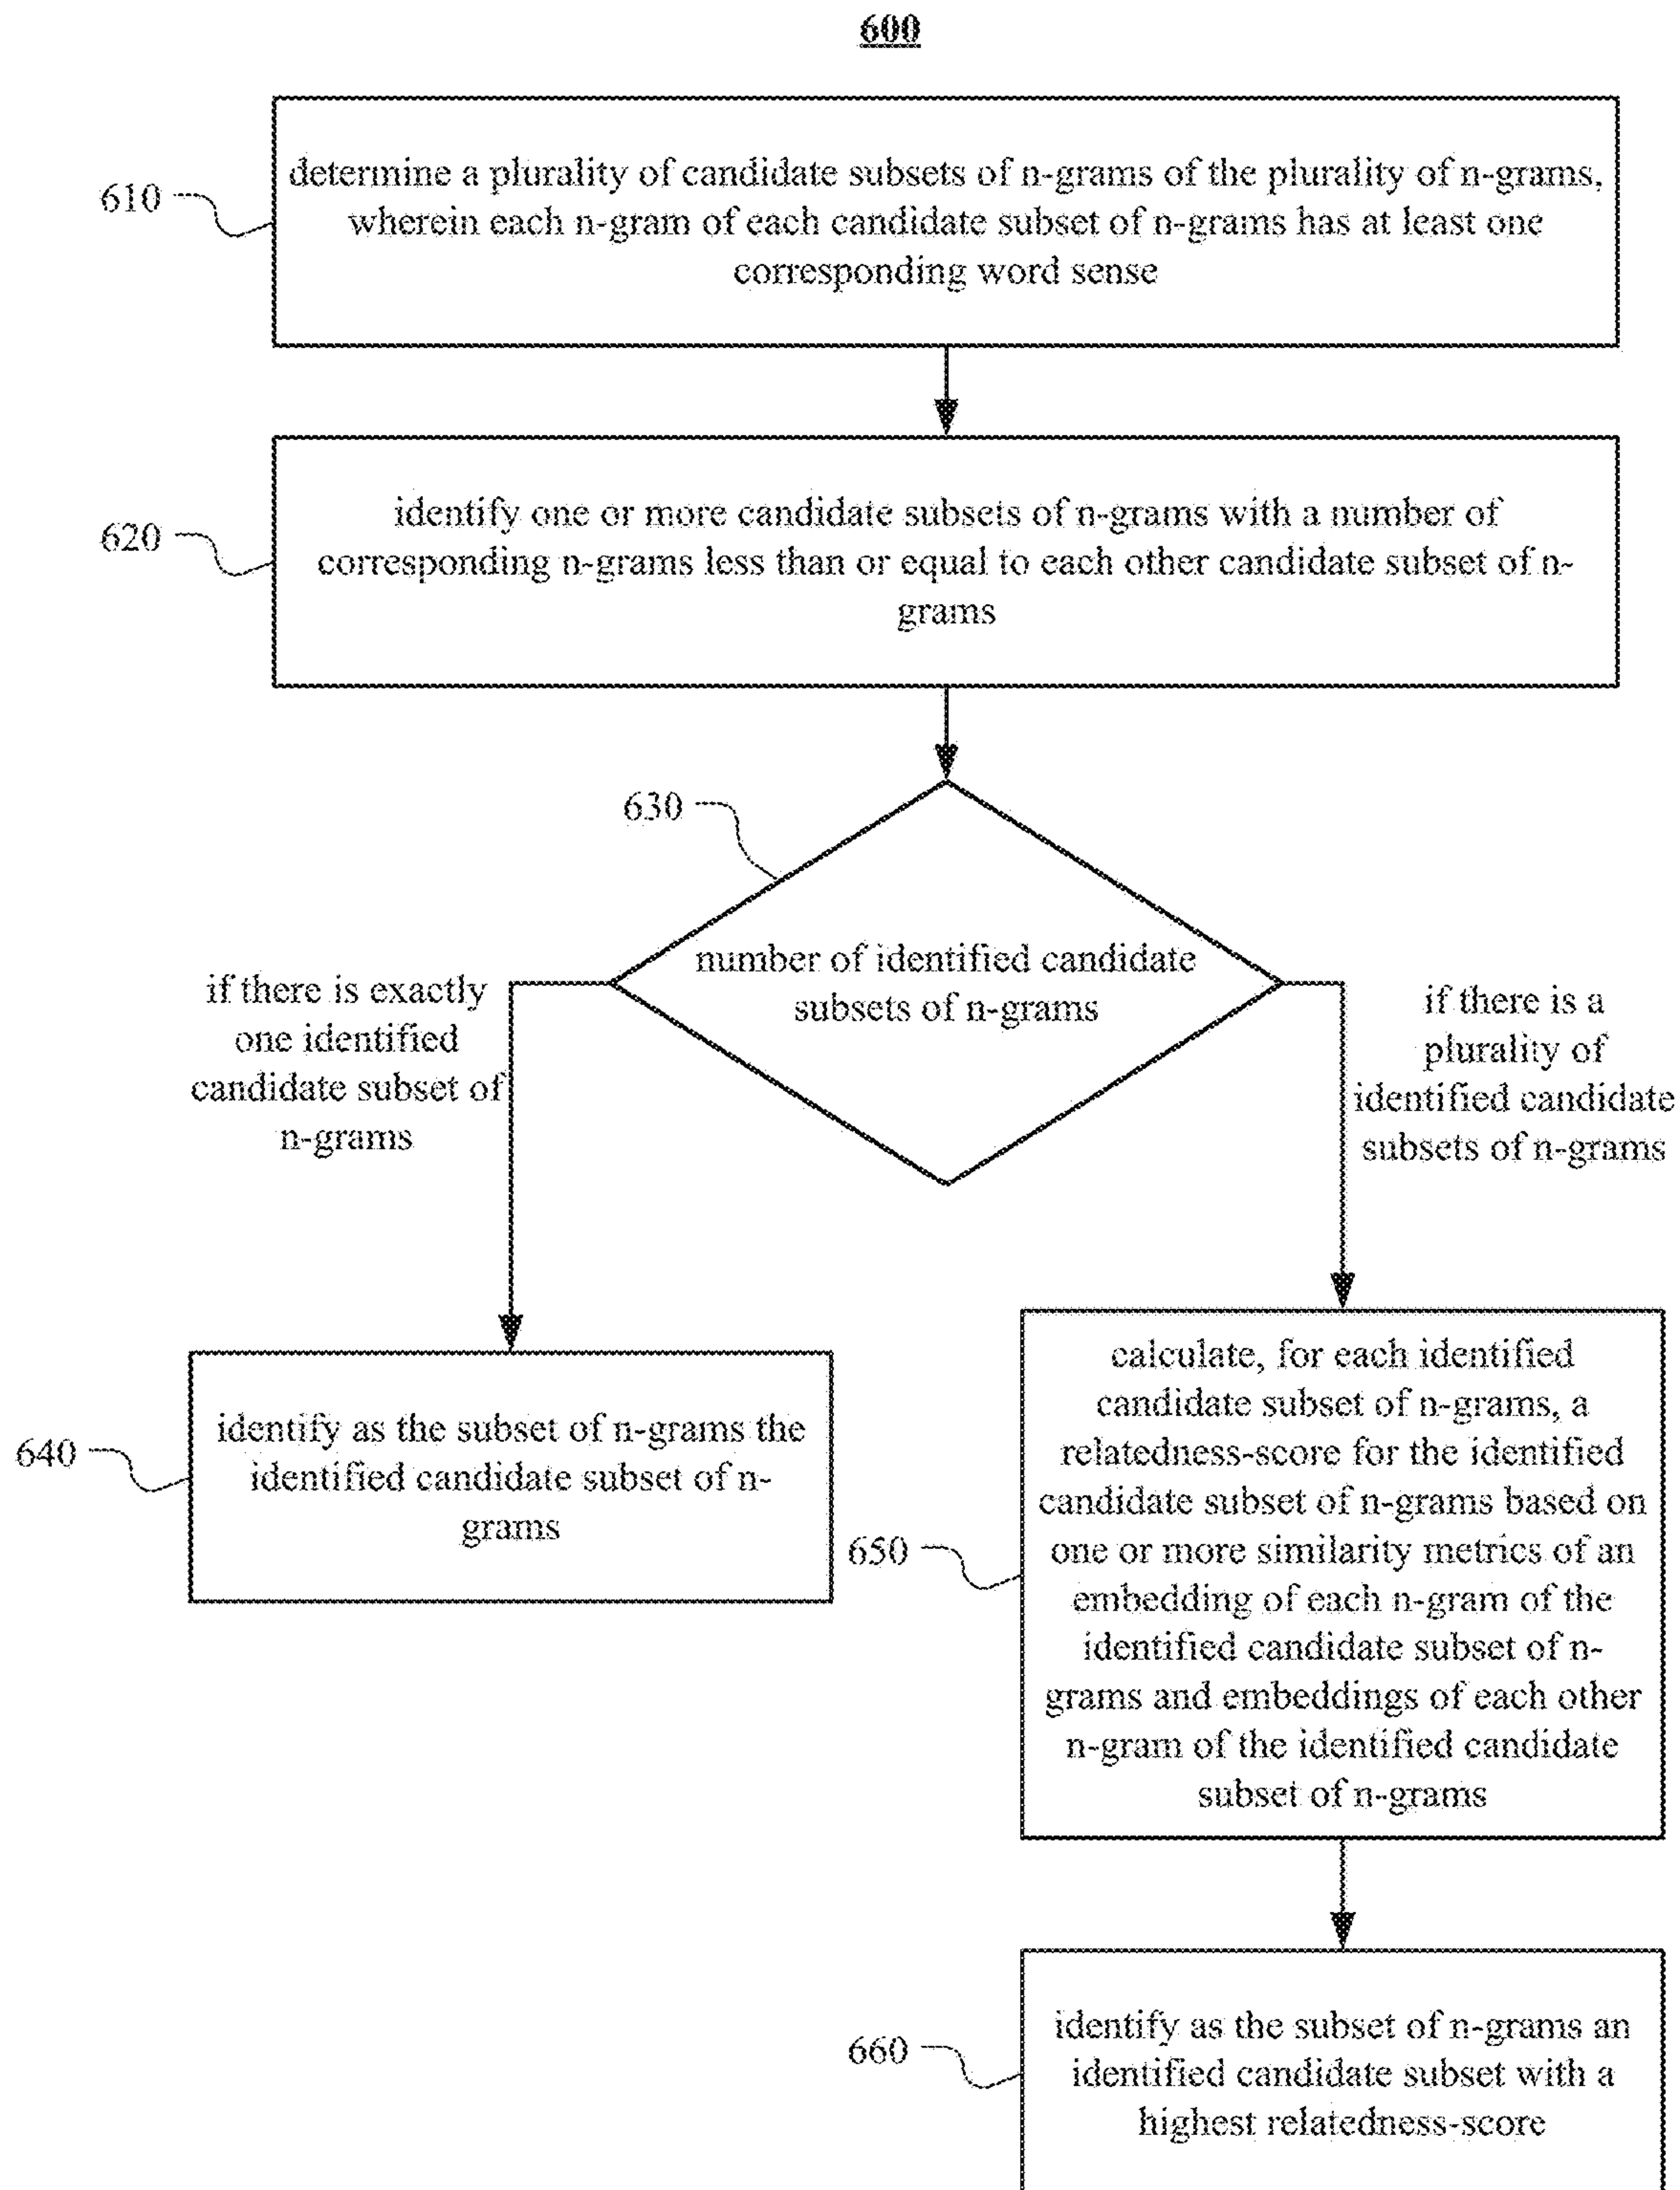 600
610
determine a plurality of candidate subsets of n-grams of the plurality of n-grams,
wherein each n-gram of each candidate subset of n-grams has at least one
corresponding word sense
620
identify one or more candidate subsets of n-grams with a number of
corresponding n-grams less than or equal to each other candidate subset of n-
grams
630
number of identified candidate
subsets of n-grams
if there is exactly
one identified
candidate subset of
n-grams
if there is a
plurality of
identified candidate
subsets of n-grams
640
identify as the subset of n-grams the
identified candidate subset of n-
grams
650
calculate, for each identified
candidate subset of n-grams, a
relatedness-score for the identified
candidate subset of n-grams based on
one or more similarity metrics of an
embedding of each n-gram of the
identified candidate subset of n-
grams and embeddings of each other
n-gram of the identified candidate
subset of n-grams
660
identify as the subset of n-grams an
identified candidate subset with a
highest relatedness-score